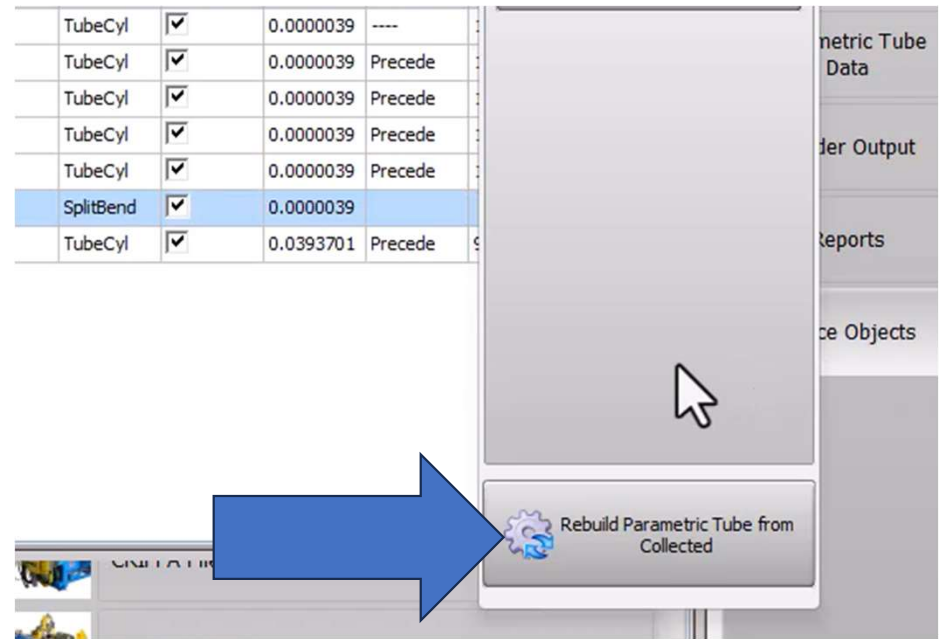 TubeCyl 0.0000039 ----
TubeCyl 0.0000039 Precede
TubeCyl 0.0000039 Precede
TubeCyl 0.0000039 Precede
TubeCyl 0.0000039 Precede
SplitBend 0.0000039
TubeCyl 0.0393701 Precede
metric Tube
Data
der Output
Reports
ce Objects
Rebuild Parametric Tube from
Collected